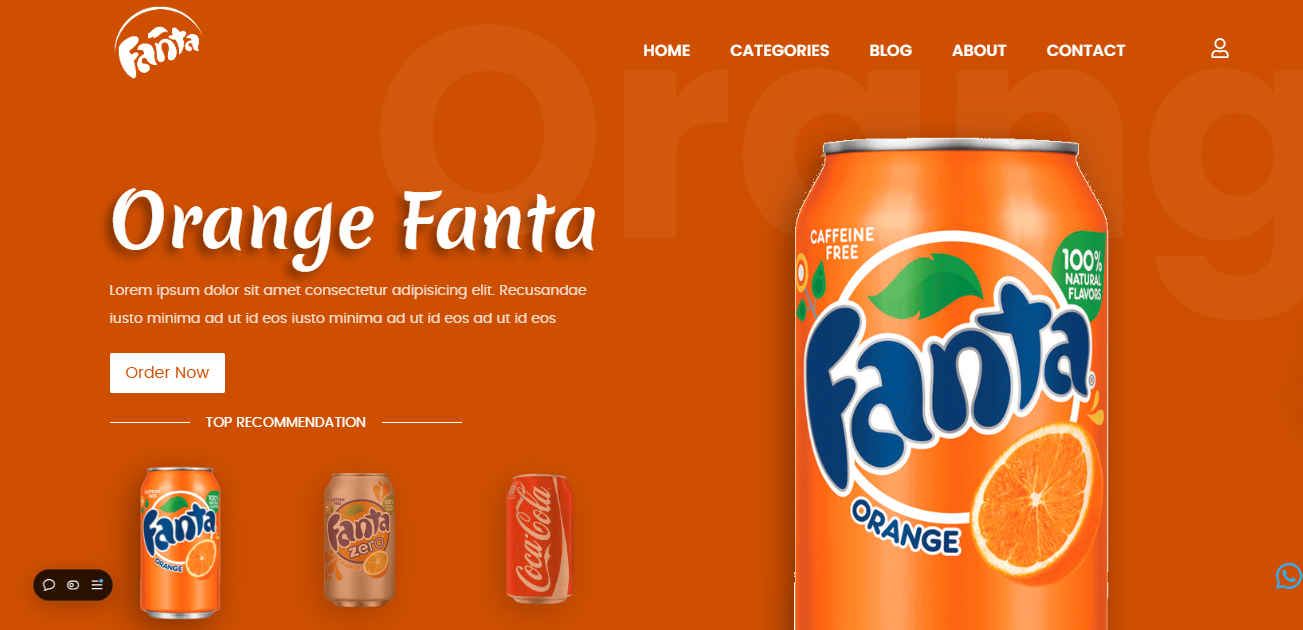 Fanta
HOME CATEGORIES BLOG ABOUT CONTACT
Orang
Orange Fanta
Lorem ipsum dolor sit amet consectetur adipisicing elit. Recusandae
iusto minima ad ut id eos iusto minima ad ut id eos ad ut id eos
Order Now
TOP RECOMMENDATION
CAFFEINE
FREE
100%
NATURAL
FLAVORS
Fanta
ORANGE
Fanta
ORANGE
Fanta
zero
ORANGE
Coca-Cola